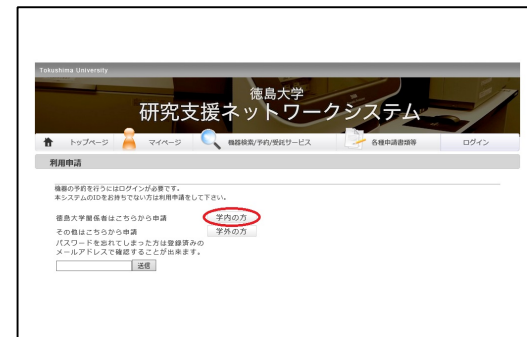 Tokushima University
徳島大学
研究支援ネットワークシステム
トップページ マイページ 機器検索/予約/受託サービス 各種申請書類等 ログイン
利用申請
機器の予約を行うにはログインが必要です。
本システムのIDをお持ちでない方は利用申請をして下さい。
徳島大学関係者はこちらから申請 学内の方
その他はこちらから申請 学外の方
パスワードを忘れてしまった方は登録済みの
メールアドレスで確認することが出来ます。
送信